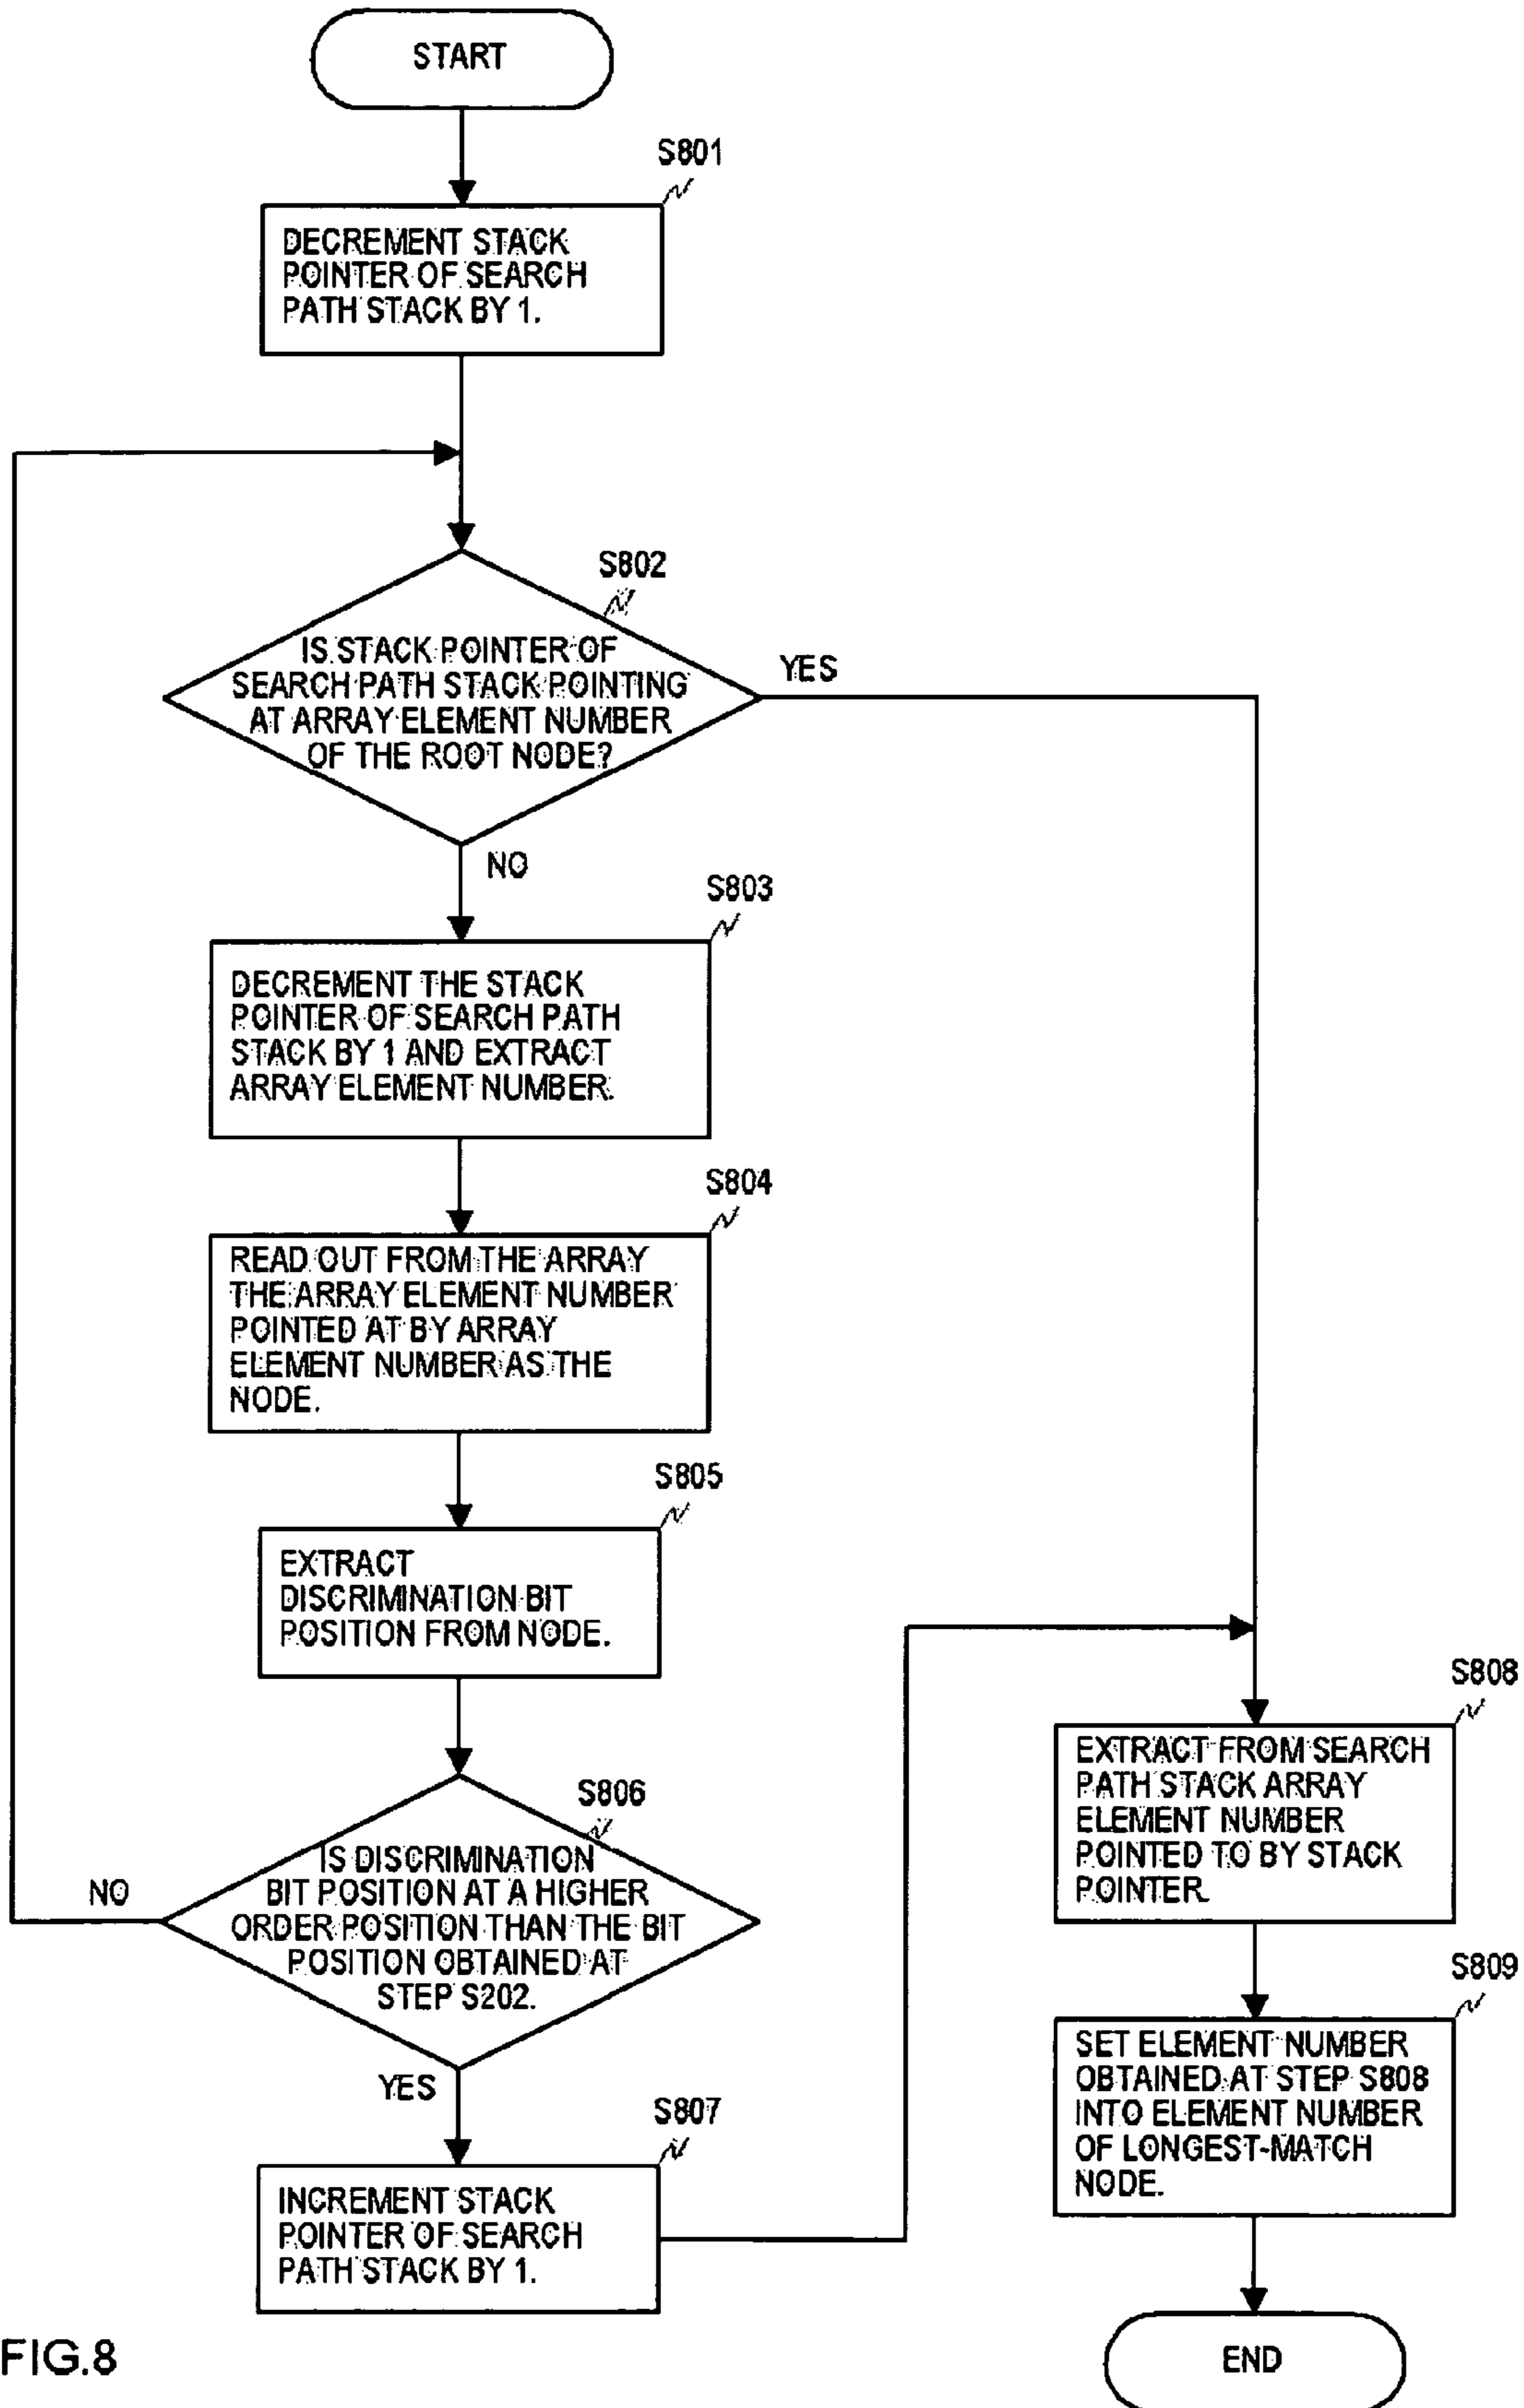 START
S801
DECREMENT STACK
POINTER OF SEARCH
PATH STACK BY 1.
S802
IS STACK POINTER OF
SEARCH PATH STACK POINTING
AT ARRAY ELEMENT NUMBER
OF THE ROOT NODE?
YES
NO
S803
DECREMENT THE STACK
POINTER OF SEARCH PATH
STACK BY 1 AND EXTRACT
ARRAY ELEMENT NUMBER.
S804
READ OUT FROM THE ARRAY
THE ARRAY ELEMENT NUMBER
POINTED AT BY ARRAY
ELEMENT NUMBER AS THE
NODE.
S805
EXTRACT
DISCRIMINATION BIT
POSITION FROM NODE.
S806
IS DISCRIMINATION
BIT POSITION AT A HIGHER
ORDER POSITION THAN THE BIT
POSITION OBTAINED AT
STEP S202.
NO
YES
S807
INCREMENT STACK
POINTER OF SEARCH
PATH STACK BY 1.
S808
EXTRACT FROM SEARCH
PATH STACK ARRAY
ELEMENT NUMBER
POINTED TO BY STACK
POINTER.
S809
SET ELEMENT NUMBER
OBTAINED AT STEP S808
INTO ELEMENT NUMBER
OF LONGEST-MATCH
NODE.
END
FIG.8